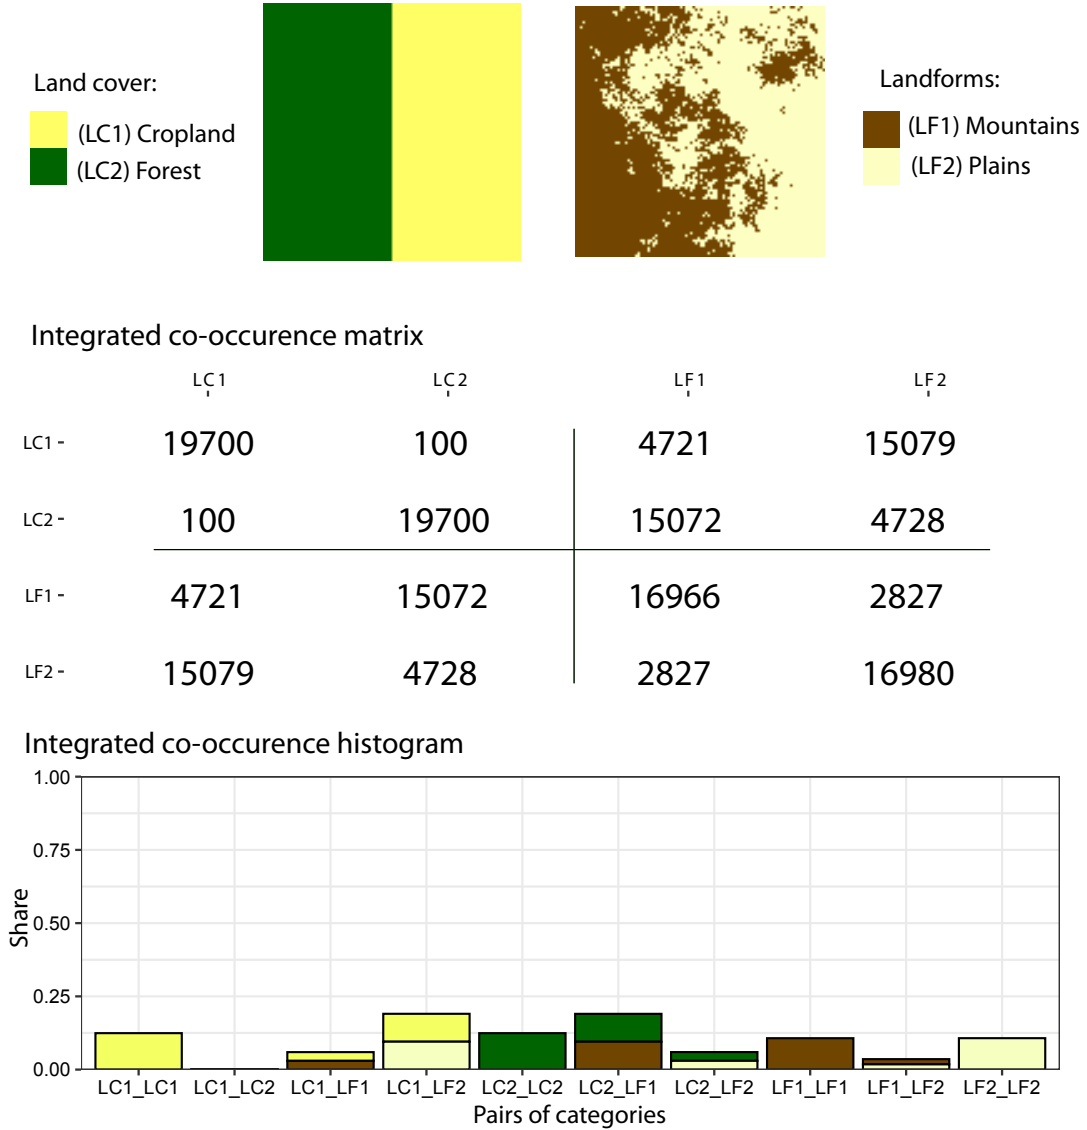 Land cover:
(LC1) Cropland
(LC2) Forest
Landforms:
(LF1) Mountains
(LF2) Plains
Integrated co-occurence matrix
LC1 LC2 LF1 LF2
LC1 19700 100 4721 15079
LC2 100 19700 15072 4728
LF1 4721 15072 16966 2827
LF2 15079 4728 2827 16980
Integrated co-occurence histogram
Share
1.00
0.75
0.50
0.25
0.00
LC1_LC1 LC1_LC2 LC1_LF1 LC1_LF2 LC2_LC2 LC2_LF1 LC2_LF2 LF1_LF1 LF1_LF2 LF2_LF2
Pairs of categories